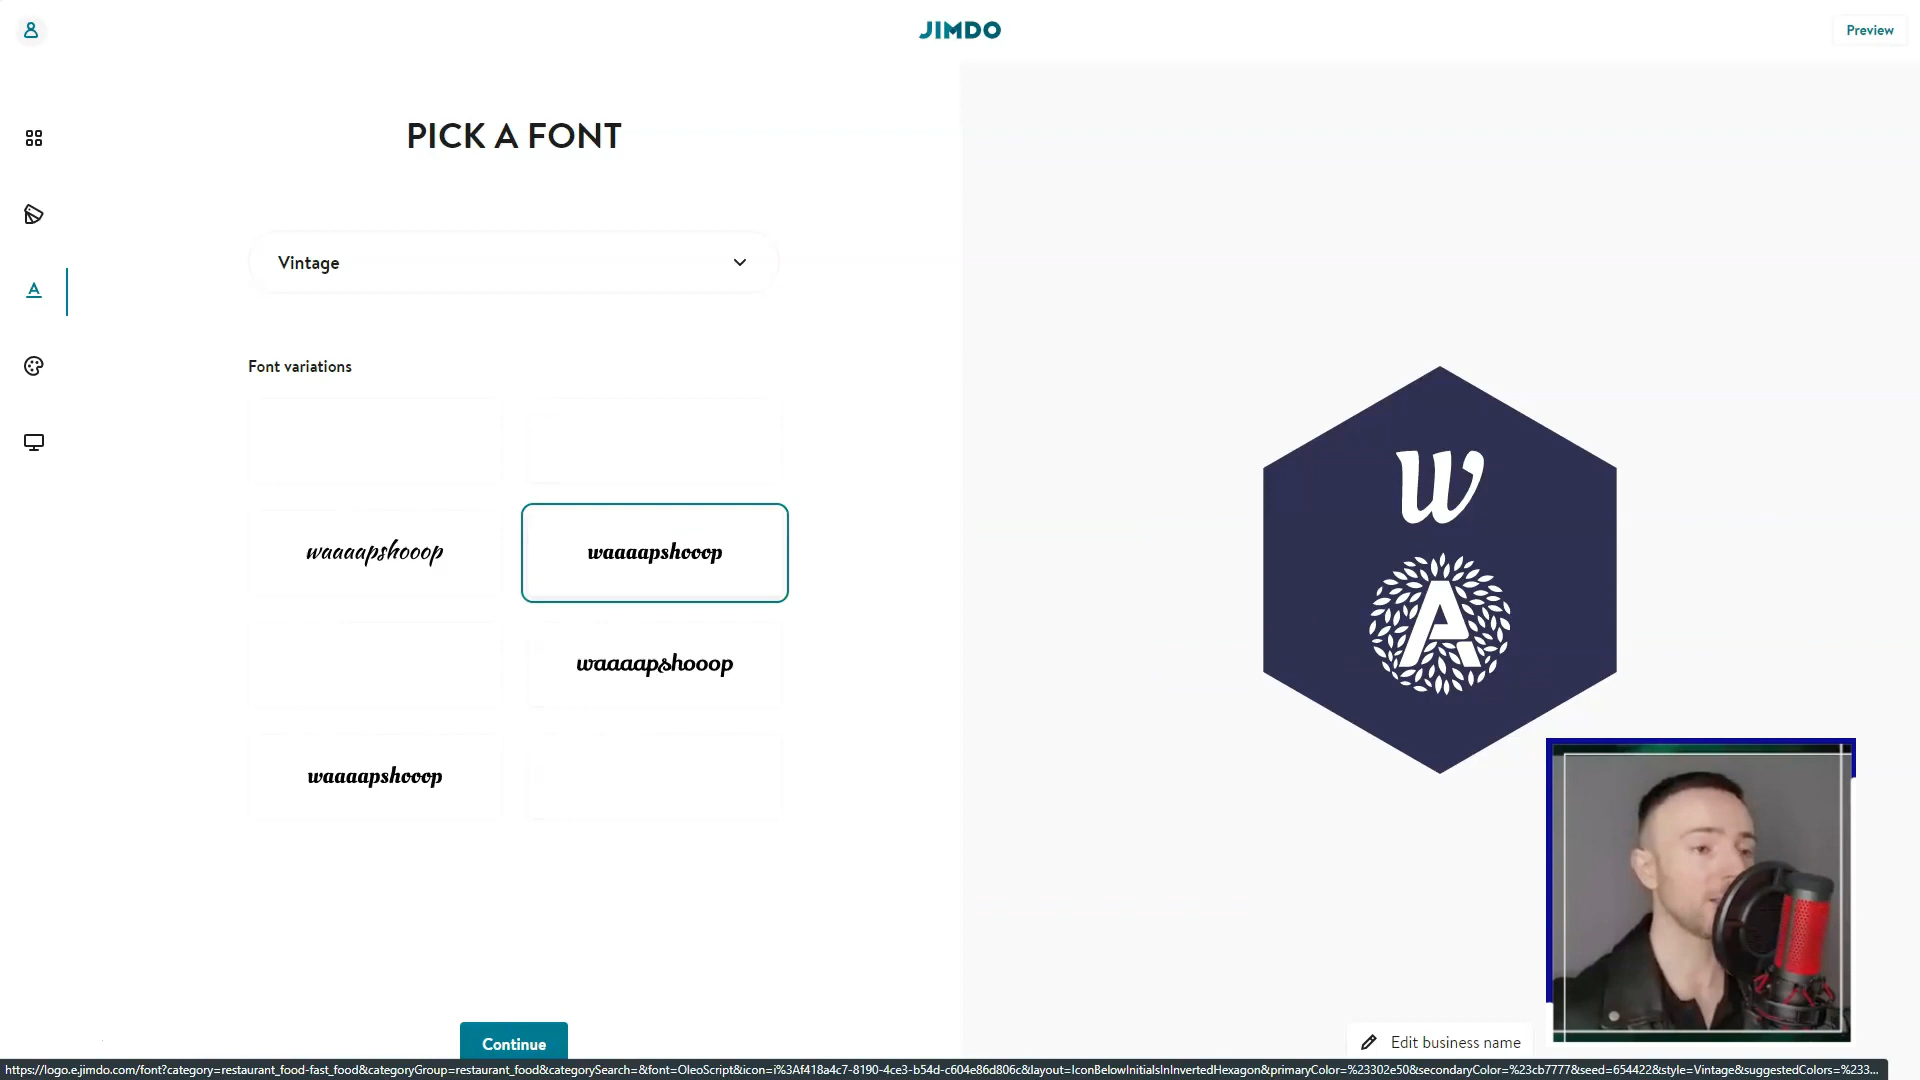 JIMDO
Preview
PICK A FONT
Vintage
Font variations
waaaapshooop
waaaapshooop
waaaapshooop
waaaapshooop
w
A
Continue
Edit business name
https://logo.e.jimdo.com/font?category=restaurant_food-fast_food&categoryGroup=restaurant_food&categorySearch=&font=OleoScript&icon=i%3Af418a4c7-8190-4ce3-b54d-c604e86d806c&layout=IconBelowInitialsInInvertedHexagon&primaryColor=%23302e50&secondaryColor=%23cb7777&seed=654422&style=Vintage&suggestedColors=%233...